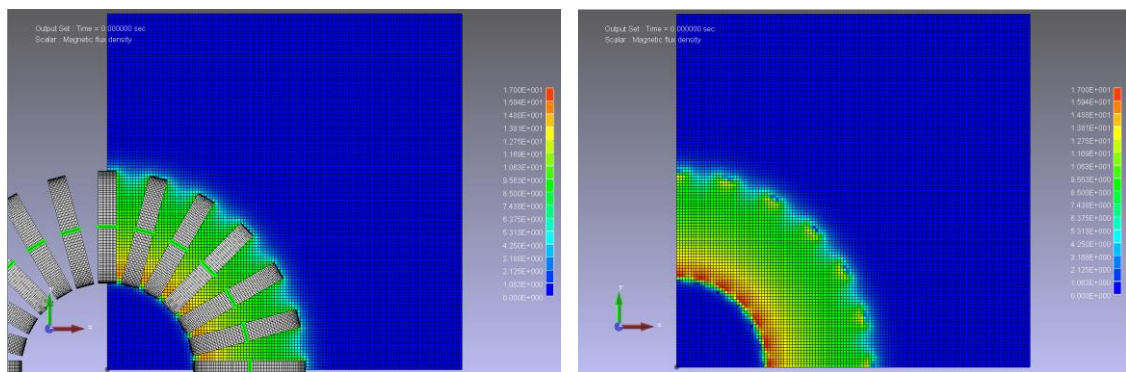 Output Set : Time = 0.000000 sec
Scalar : Magnetic flux density
1.700E+001
1.594E+001
1.488E+001
1.381E+001
1.275E+001
1.169E+001
1.063E+001
9.563E+000
8.500E+000
7.438E+000
6.375E+000
5.313E+000
4.250E+000
3.188E+000
2.125E+000
1.063E+000
0.000E+000
Y
X
Output Set : Time = 0.000000 sec
Scalar : Magnetic flux density
1.700E+001
1.594E+001
1.488E+001
1.381E+001
1.275E+001
1.169E+001
1.063E+001
9.563E+000
8.500E+000
7.438E+000
6.375E+000
5.313E+000
4.250E+000
3.188E+000
2.125E+000
1.063E+000
0.000E+000
Y
X